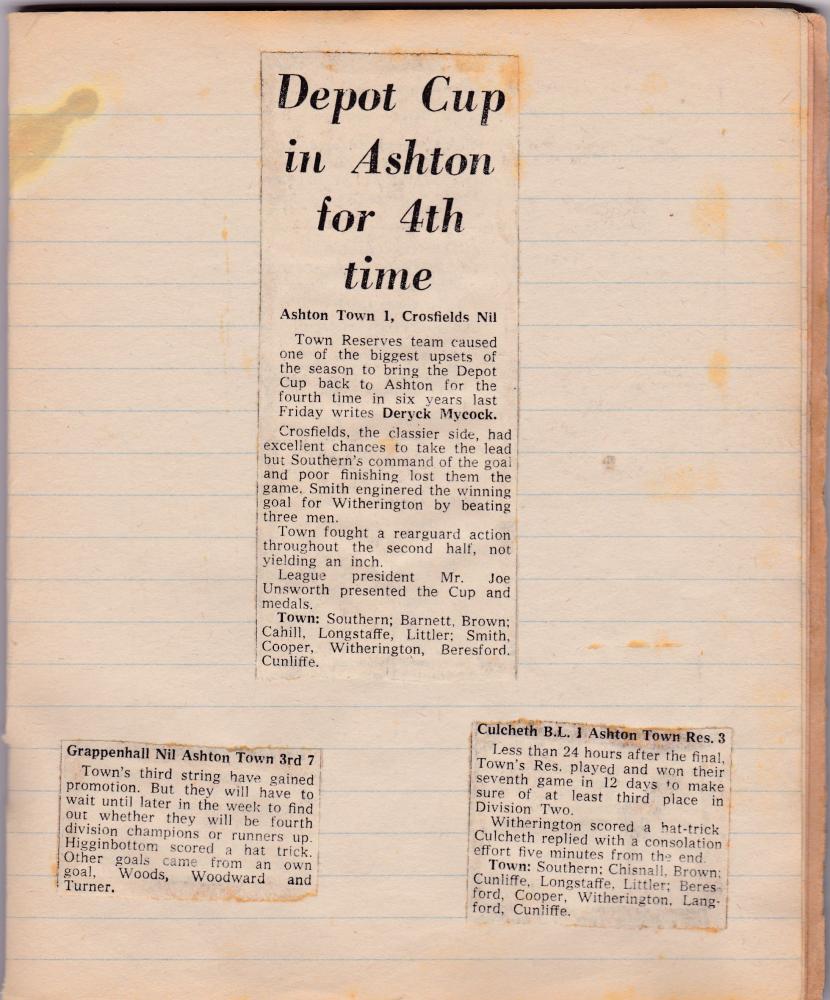 Depot Cup
in Ashton
for 4th
time
Ashton Town 1, Crosfields Nil
Town Reserves team caused
one of the biggest upsets of
the season to bring the Depot
Cup back to Ashton for the
fourth time in six years last
Friday writes Deryck Mycock.
Crosfields, the classier side, had
excellent chances to take the lead
but Southern's command of the goal
and poor finishing lost them the
game. Smith enginered the winning
goal for Witherington by beating
three men.
Town fought a rearguard action
throughout the second half, not
yielding an inch.
League president Mr. Joe
Unsworth presented the Cup and
medals.
Town: Southern; Barnett, Brown;
Cahill, Longstaffe, Littler; Smith,
Cooper, Witherington, Beresford.
Cunliffe.
Grappenhall Nil Ashton Town 3rd 7
Town's third string have gained
promotion. But they will have to
wait until later in the week to find
out whether they will be fourth
division champions or runners up.
Higginbottom scored a hat trick.
Other goals came from an own
goal, Woods, Woodward and
Turner.
Culcheth B.L. 1 Ashton Town Res. 3
Less than 24 hours after the final,
Town's Res. played and won their
seventh game in 12 days to make
sure of at least third place in
Division Two.
Witherington scored a hat-trick
Culcheth replied with a consolation
effort five minutes from the end.
Town: Southern; Chisnall, Brown;
Cunliffe, Longstaffe, Littler; Beres-
ford, Cooper, Witherington, Lang-
ford, Cunliffe.